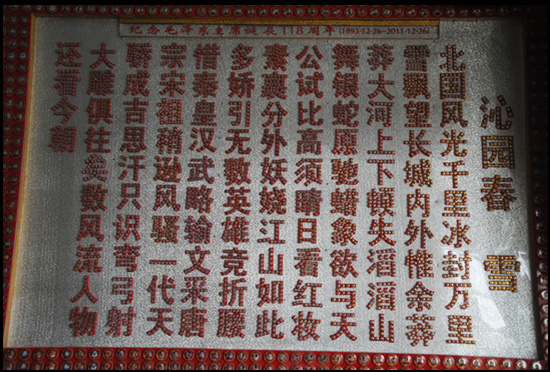 纪念毛泽东主席诞辰118周年(1893-12-26~2011-12-26)
沁园春 雪
北国风光千里冰封万里
雪飘望长城内外惟余莽
莽大河上下顿失滔滔山
舞银蛇原驰蜡象欲与天
公试比高须晴日看红妆
素裹分外妖娆江山如此
多娇引无数英雄竞折腰
惜秦皇汉武略输文采唐
宗宋祖稍逊风骚一代天
骄成吉思汗只识弯弓射
大雕俱往矣数风流人物
还看今朝